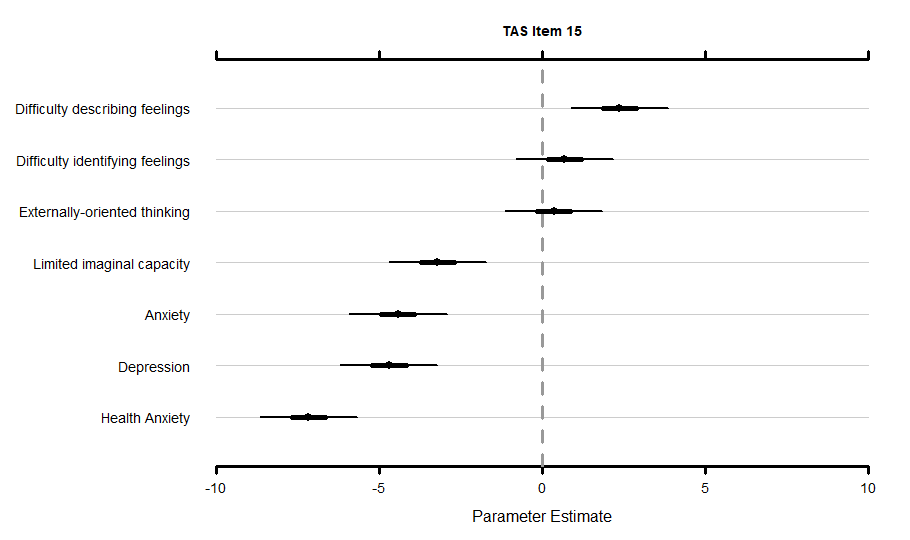 TAS Item 15
Difficulty describing feelings
Difficulty identifying feelings
Externally-oriented thinking
Limited imaginal capacity
Anxiety
Depression
Health Anxiety
-10 -5 0 5 10
Parameter Estimate